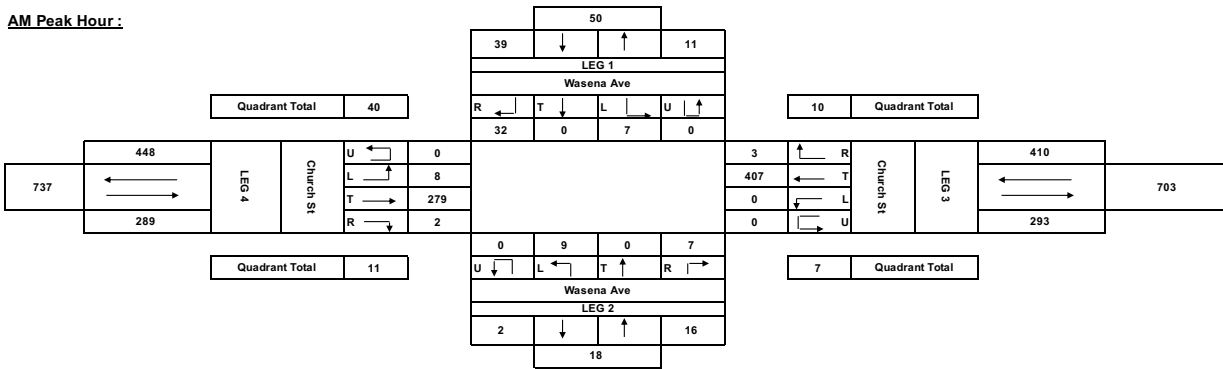 AM Peak Hour :
50
39 11
LEG 1
Wasena Ave
Quadrant Total 40
R T L U
10 Quadrant Total
32 0 7 0
448
U 0
3 R
410
737
LEG 4
Church St
L 8
407 T
Church St
LEG 3
703
T 279
0 L
289
R 2
0 U
293
0 9 0 7
Quadrant Total 11
U L T R
7 Quadrant Total
Wasena Ave
LEG 2
2 16
18